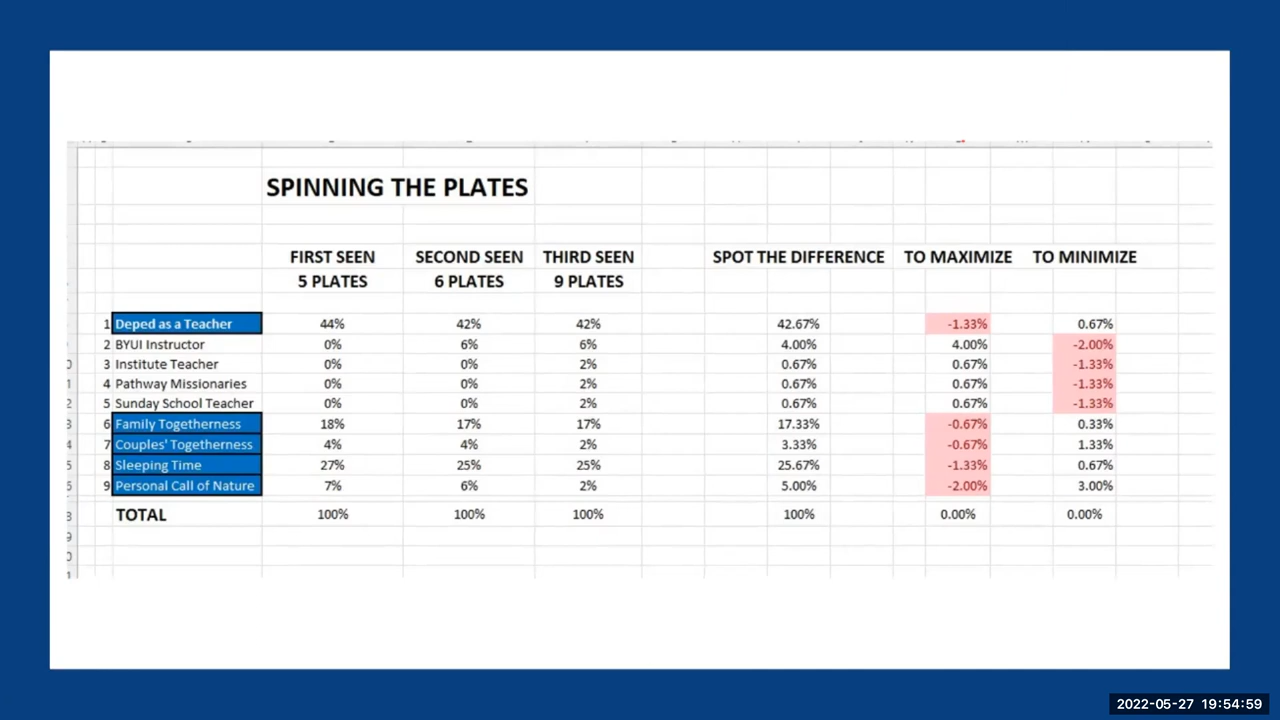 SPINNING THE PLATES
FIRST SEEN SECOND SEEN THIRD SEEN SPOT THE DIFFERENCE TO MAXIMIZE TO MINIMIZE
5 PLATES 6 PLATES 9 PLATES
1 Deped as a Teacher 44% 42% 42% 42.67% -1.33% 0.67%
2 BYUI Instructor 0% 6% 6% 4.00% 4.00% -2.00%
3 Institute Teacher 0% 0% 2% 0.67% 0.67% -1.33%
4 Pathway Missionaries 0% 0% 2% 0.67% 0.67% -1.33%
5 Sunday School Teacher 0% 0% 2% 0.67% 0.67% -1.33%
6 Family Togetherness 18% 17% 17% 17.33% -0.67% 0.33%
7 Couples' Togetherness 4% 4% 2% 3.33% -0.67% 1.33%
8 Sleeping Time 27% 25% 25% 25.67% -1.33% 0.67%
9 Personal Call of Nature 7% 6% 2% 5.00% -2.00% 3.00%
TOTAL 100% 100% 100% 100% 0.00% 0.00%
2022-05-27 19:54:59